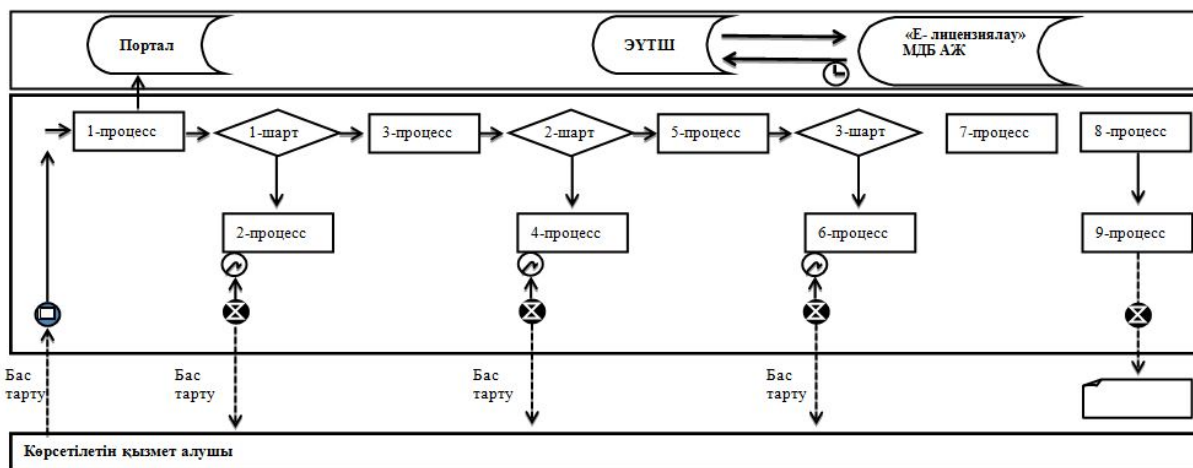 Портал
ЭҮТШ
«Е- лицензиялау»
МДБ АЖ
1-процесс
1-шарт
3-процесс
2-шарт
5-процесс
3-шарт
7-процесс
8 -процесс
2-процесс
4-процесс
6-процесс
9-процесс
Бас
тарту
Бас
тарту
Бас
тарту
Бас
тарту
Көрсетілетін қызмет алушы